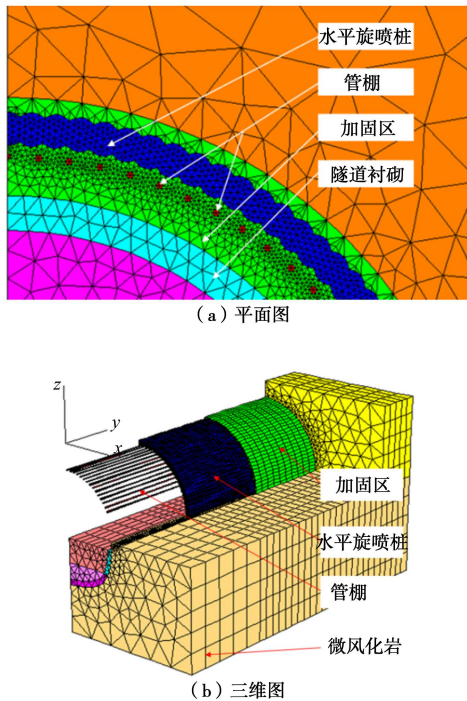 水平旋喷桩
管棚
加固区
隧道衬砌
（a）平面图
z
y
x
加固区
水平旋喷桩
管棚
微风化岩
（b）三维图